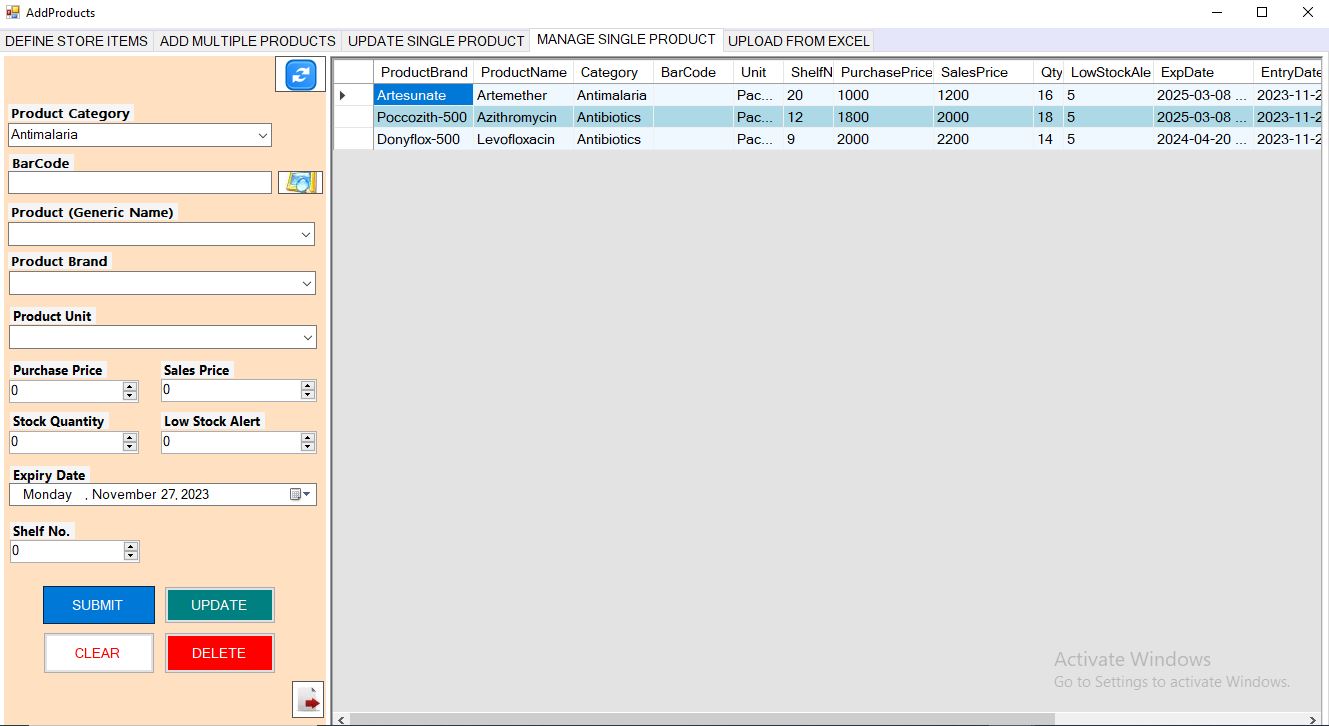 AddProducts
DEFINE STORE ITEMS ADD MULTIPLE PRODUCTS UPDATE SINGLE PRODUCT MANAGE SINGLE PRODUCT UPLOAD FROM EXCEL
Product Category
Antimalaria
BarCode
Product (Generic Name)
Product Brand
Product Unit
Purchase Price Sales Price
0 0
Stock Quantity Low Stock Alert
0 0
Expiry Date
Monday , November 27, 2023
Shelf No.
0
SUBMIT UPDATE
CLEAR DELETE
ProductBrand ProductName Category BarCode Unit ShelfN PurchasePrice SalesPrice Qty LowStockAle ExpDate EntryDate
Artesunate Artemether Antimalaria Pac... 20 1000 1200 16 5 2025-03-08 ... 2023-11-2
Poccozith-500 Azithromycin Antibiotics Pac... 12 1800 2000 18 5 2025-03-08 ... 2023-11-2
Donyflox-500 Levofloxacin Antibiotics Pac... 9 2000 2200 14 5 2024-04-20 ... 2023-11-2
Activate Windows
Go to Settings to activate Windows.